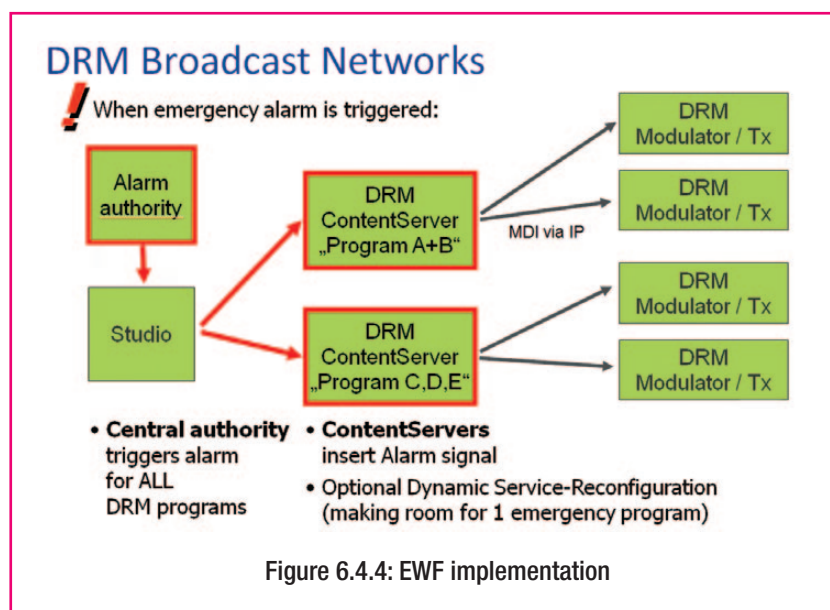 DRM Broadcast Networks
! When emergency alarm is triggered:
Alarm
authority
Studio
DRM
ContentServer
„Program A+B“
DRM
ContentServer
„Program C,D,E“
MDI via IP
DRM
Modulator / Tx
DRM
Modulator / Tx
DRM
Modulator / Tx
DRM
Modulator / Tx
• Central authority
triggers alarm
for ALL
DRM programs
• ContentServers
insert Alarm signal
• Optional Dynamic Service-Reconfiguration
(making room for 1 emergency program)
Figure 6.4.4: EWF implementation